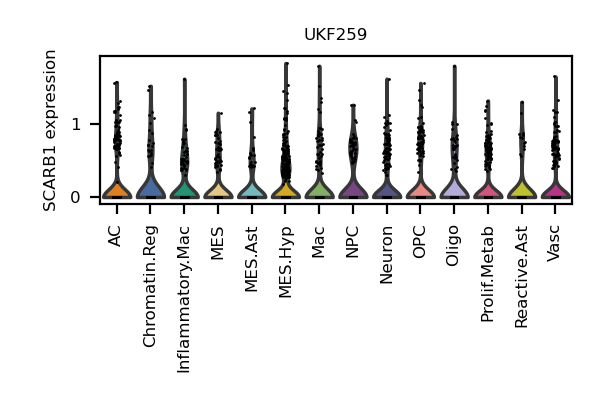 UKF259
SCARB1 expression
1
0
AC
Chromatin.Reg
Inflammatory.Mac
MES
MES.Ast
MES.Hyp
Mac
NPC
Neuron
OPC
Oligo
Prolif.Metab
Reactive.Ast
Vasc